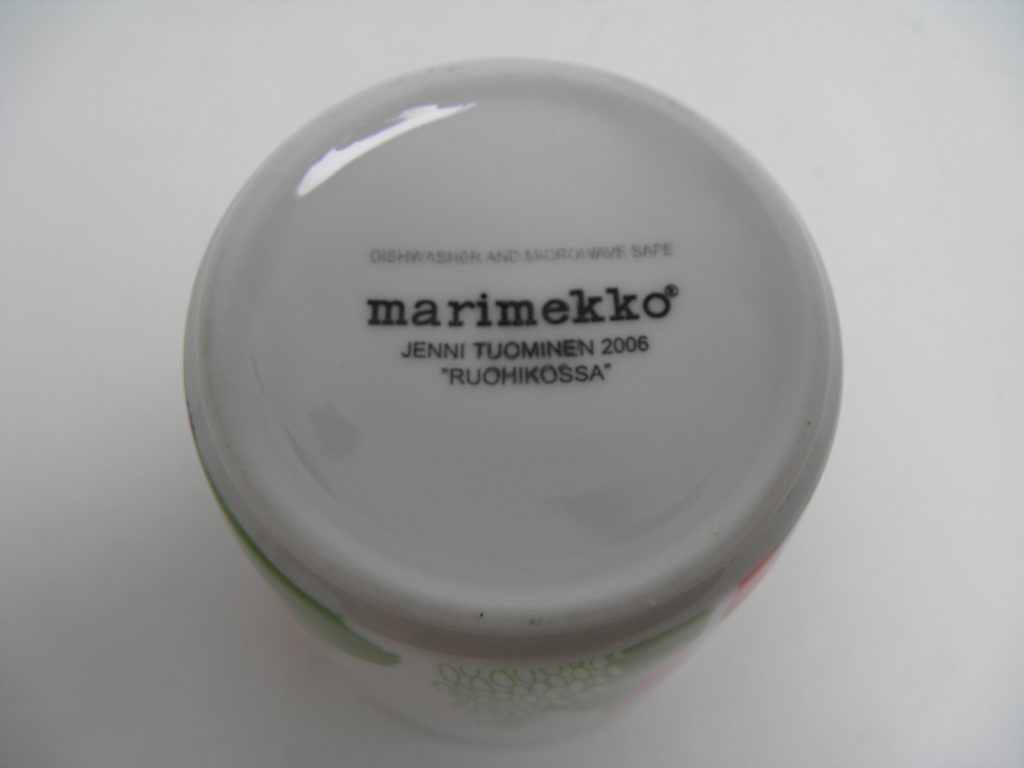 DISHWASHER AND MICROWAVE SAFE
marimekko®
JENNI TUOMINEN 2006
"RUOHIKOSSA"